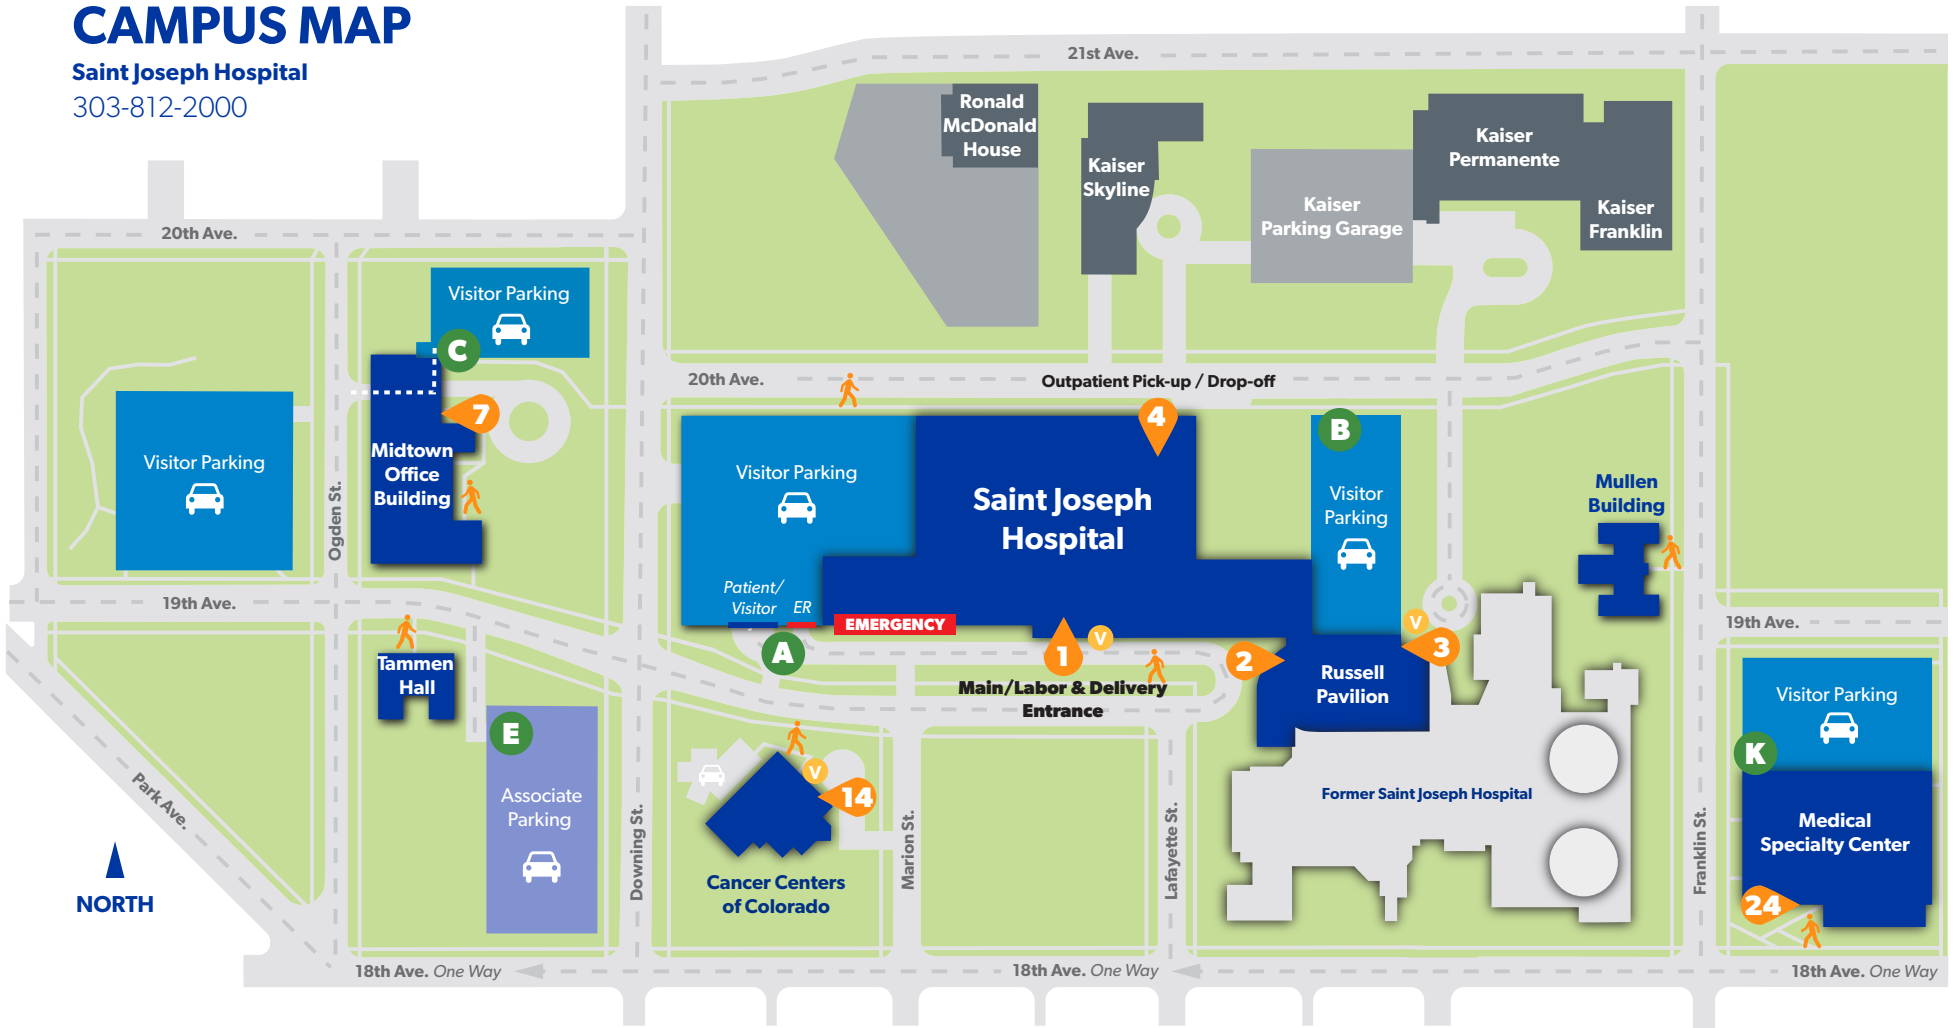 CAMPUS MAP
Saint Joseph Hospital
303-812-2000
21st Ave.
Ronald
McDonald
House
Kaiser
Skyline
Kaiser
Parking Garage
Kaiser
Permanente
Kaiser
Franklin
20th Ave.
Visitor Parking
C
7
Midtown
Office
Building
Visitor Parking
Ogden St.
20th Ave.
Outpatient Pick-up / Drop-off
4
B
Visitor Parking
Saint Joseph
Hospital
Visitor
Parking
Mullen
Building
Patient/
Visitor
ER
EMERGENCY
19th Ave.
19th Ave.
A
1
V
2
V
3
Main/Labor & Delivery
Entrance
Russell
Pavilion
Tammen
Hall
E
Associate
Parking
Park Ave.
NORTH
Downing St.
V
14
Cancer Centers
of Colorado
Marion St.
Lafayette St.
Former Saint Joseph Hospital
Franklin St.
Visitor Parking
K
Medical
Specialty Center
24
18th Ave. One Way
18th Ave. One Way
18th Ave. One Way